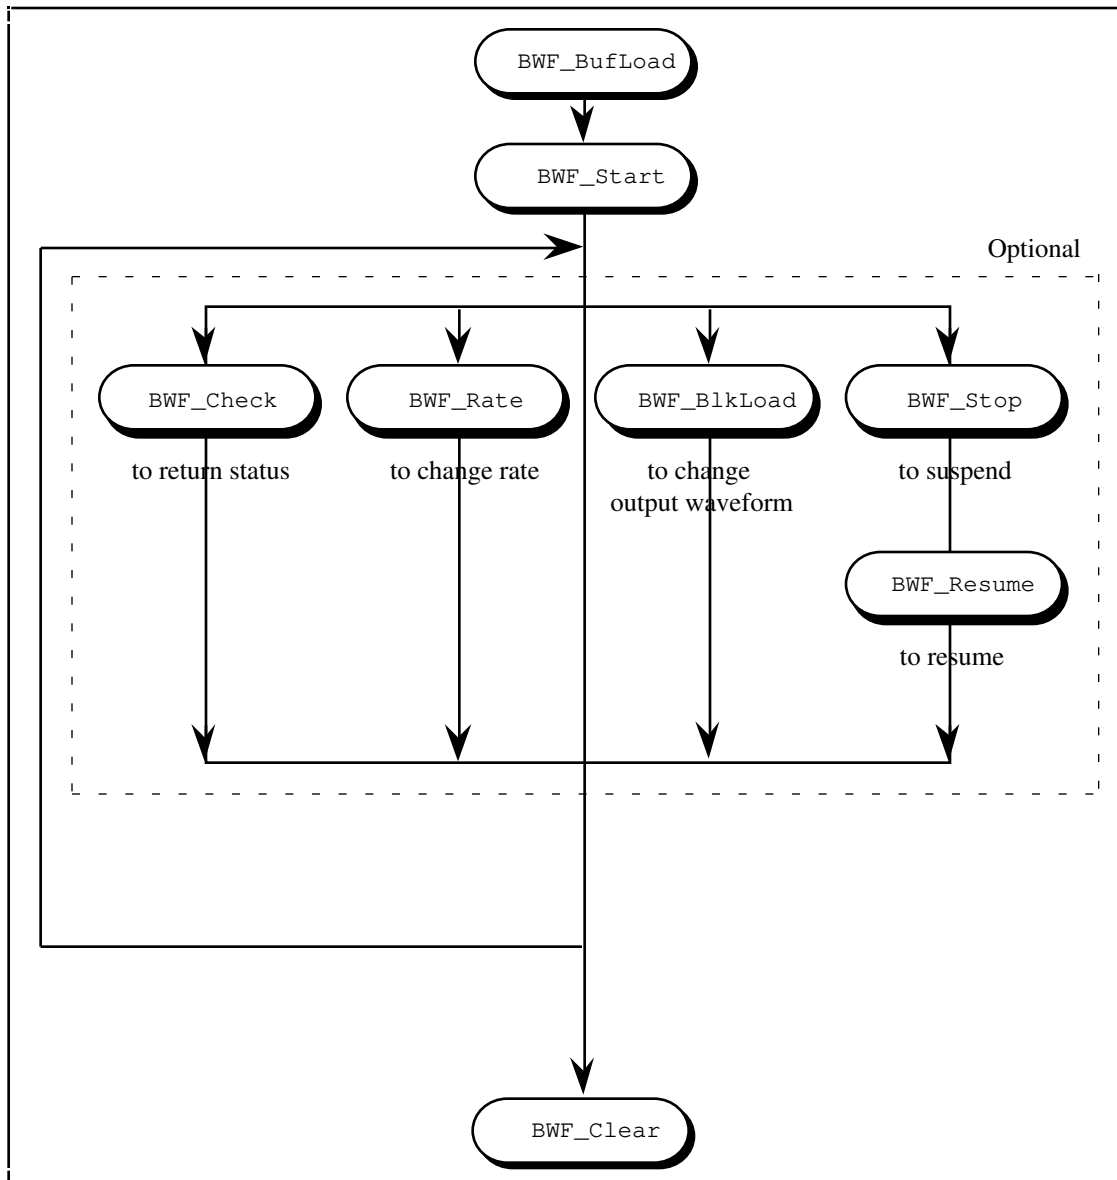 BWF_BufLoad
BWF_Start
Optional
BWF_Check
BWF_Rate
BWF_BlkLoad
BWF_Stop
to return status
to change rate
to change
output waveform
to suspend
BWF_Resume
to resume
BWF_Clear